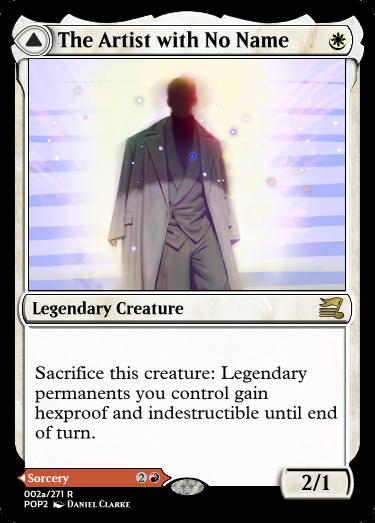 The Artist with No Name
Legendary Creature
Sacrifice this creature: Legendary
permanents you control gain
hexproof and indestructible until end
of turn.
Sorcery 2
002a/271 R
POP2 Daniel Clarke
2/1